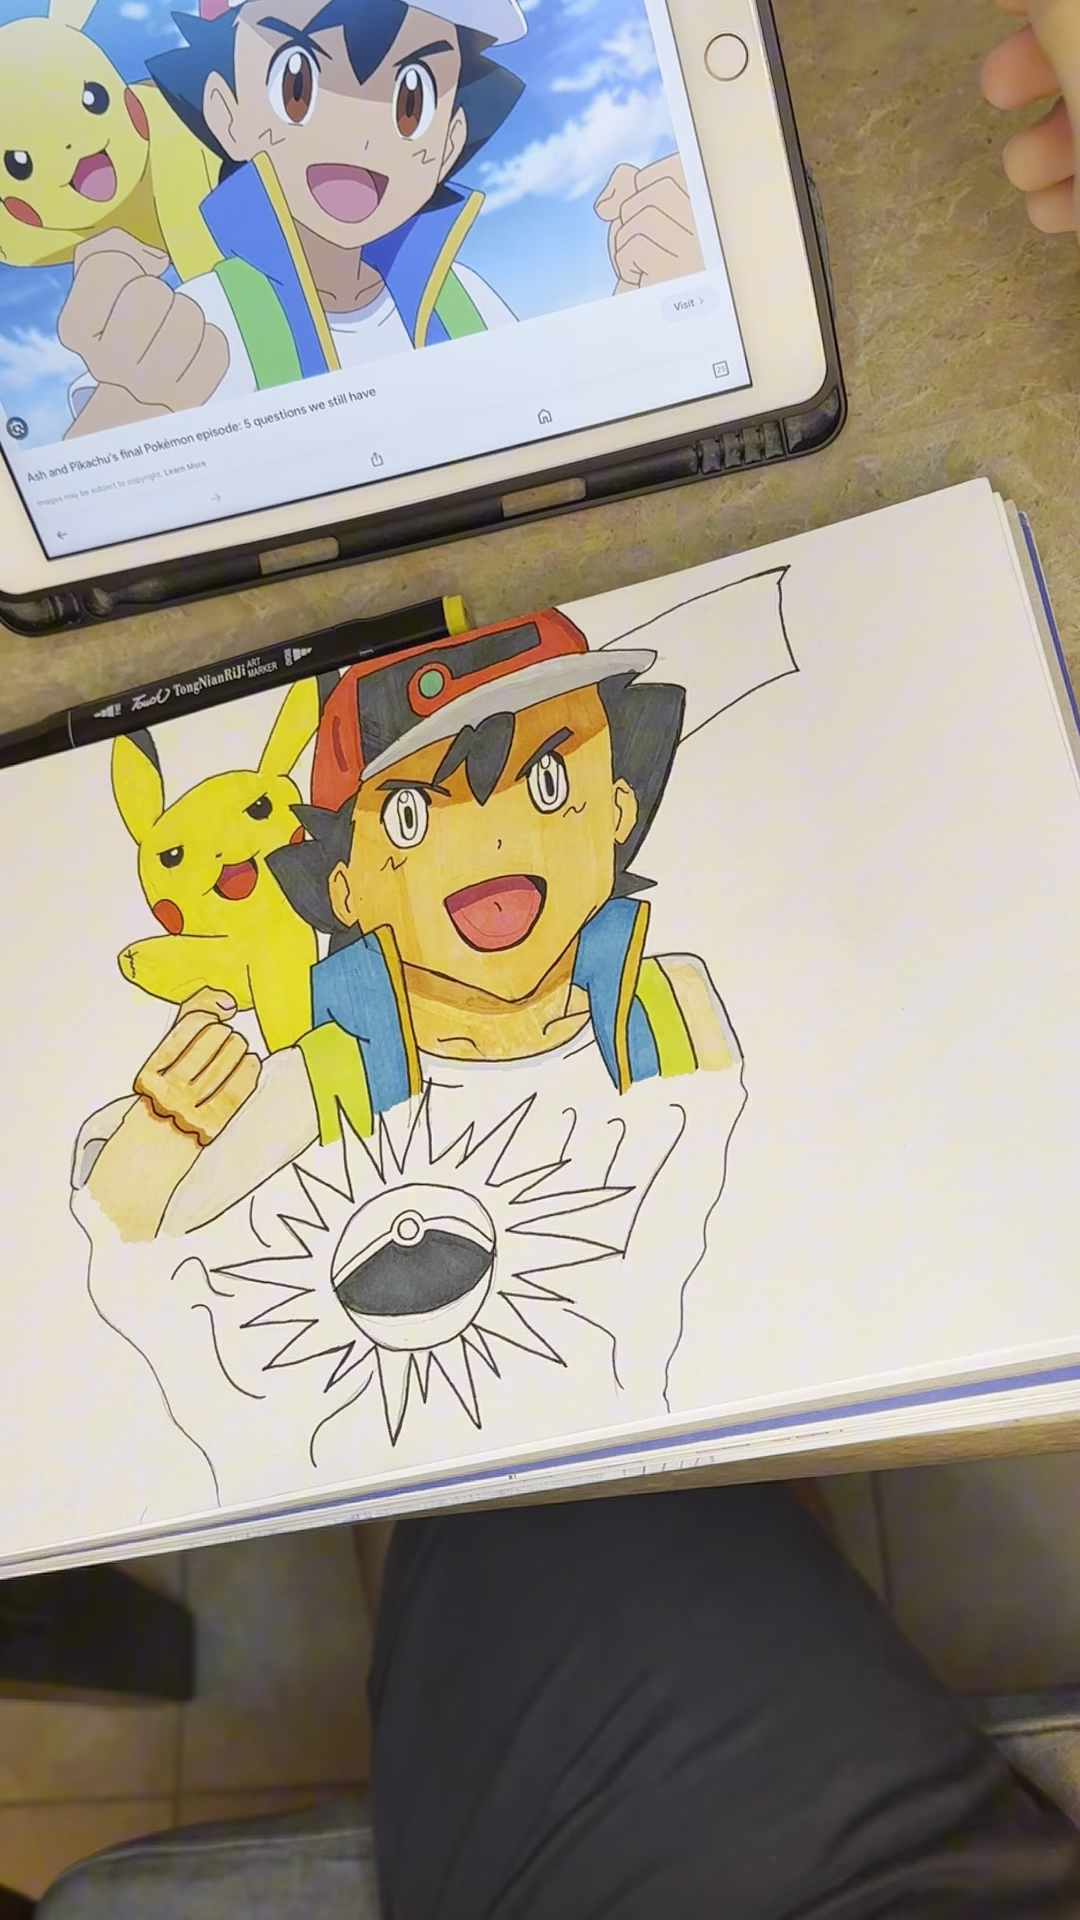 Visit >
Ash and Pikachu's final Pokémon episode: 5 questions we still have
Images may be subject to copyright. Learn More
25
Touch TongNianRiJi ART
MARKER